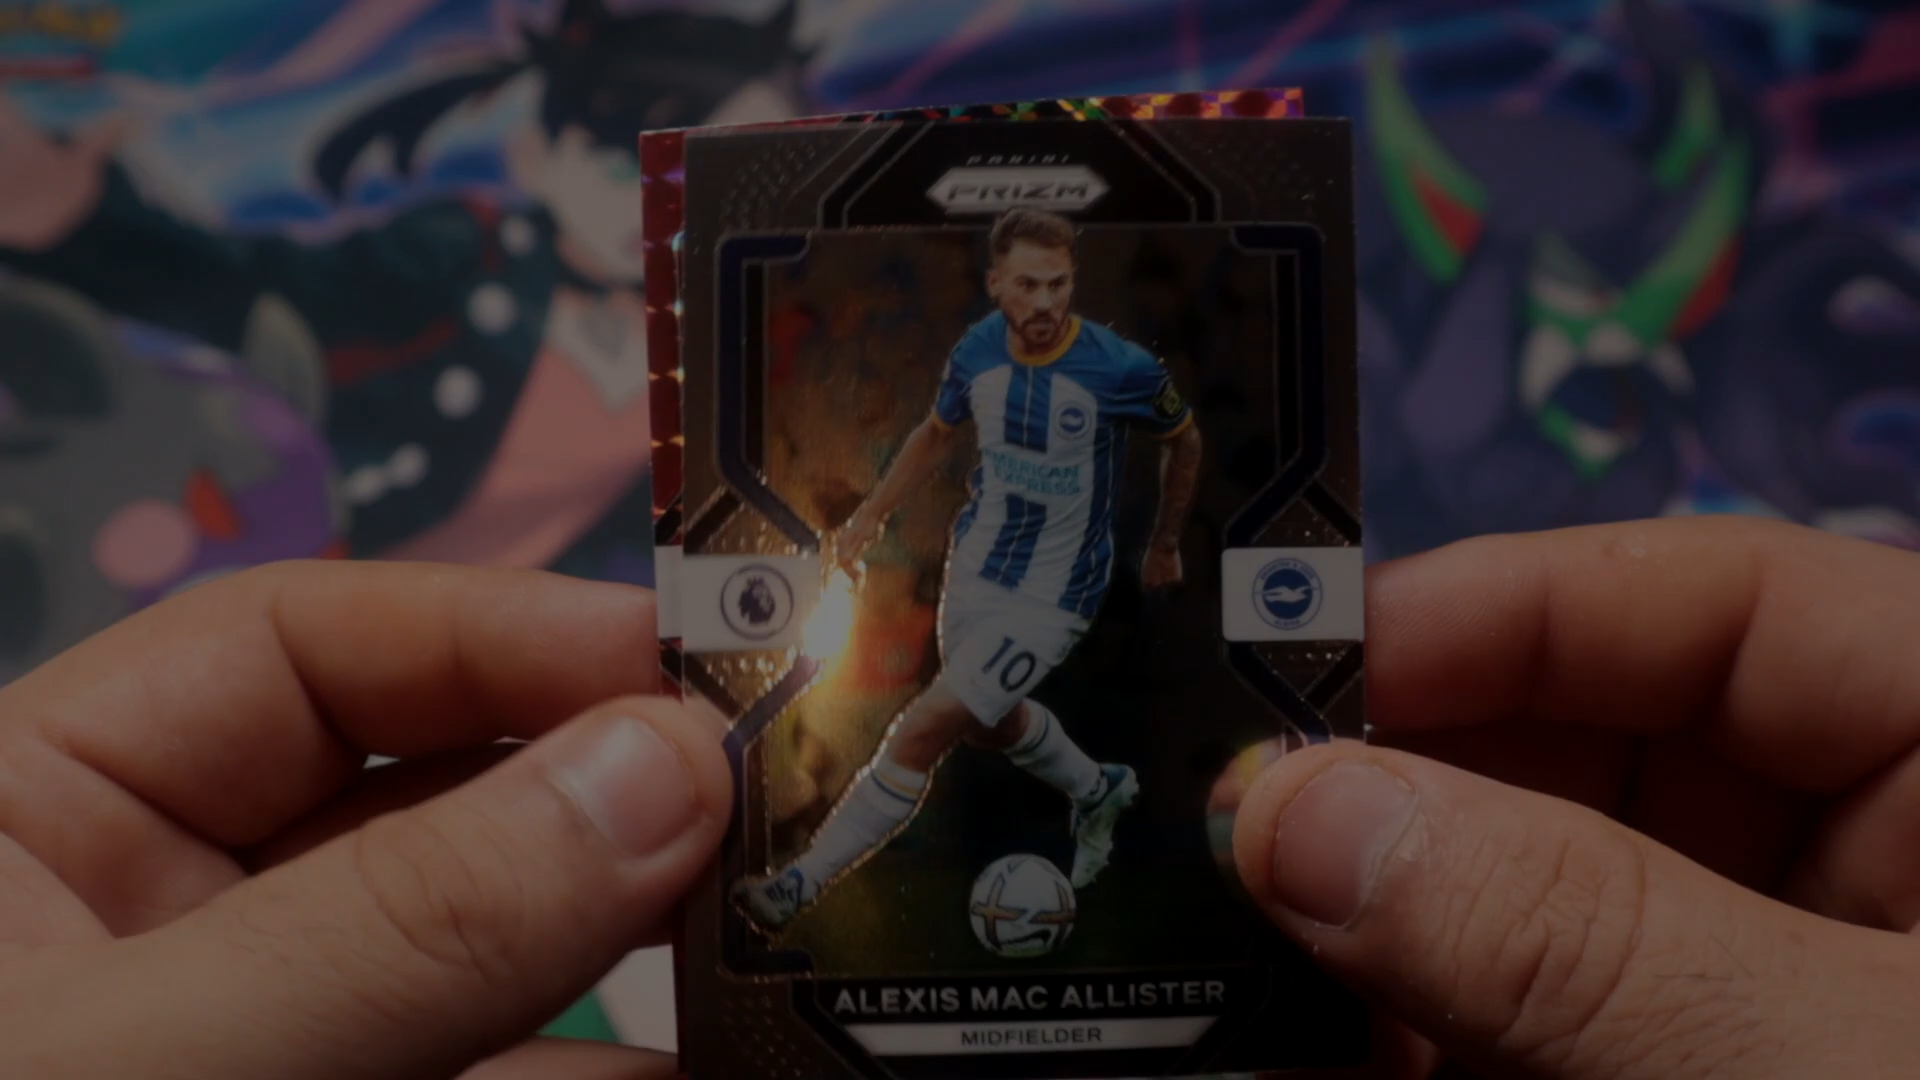 PANINI
PRIZM
AMERICAN
EXPRESS
10
ALEXIS MAC ALLISTER
MIDFIELDER